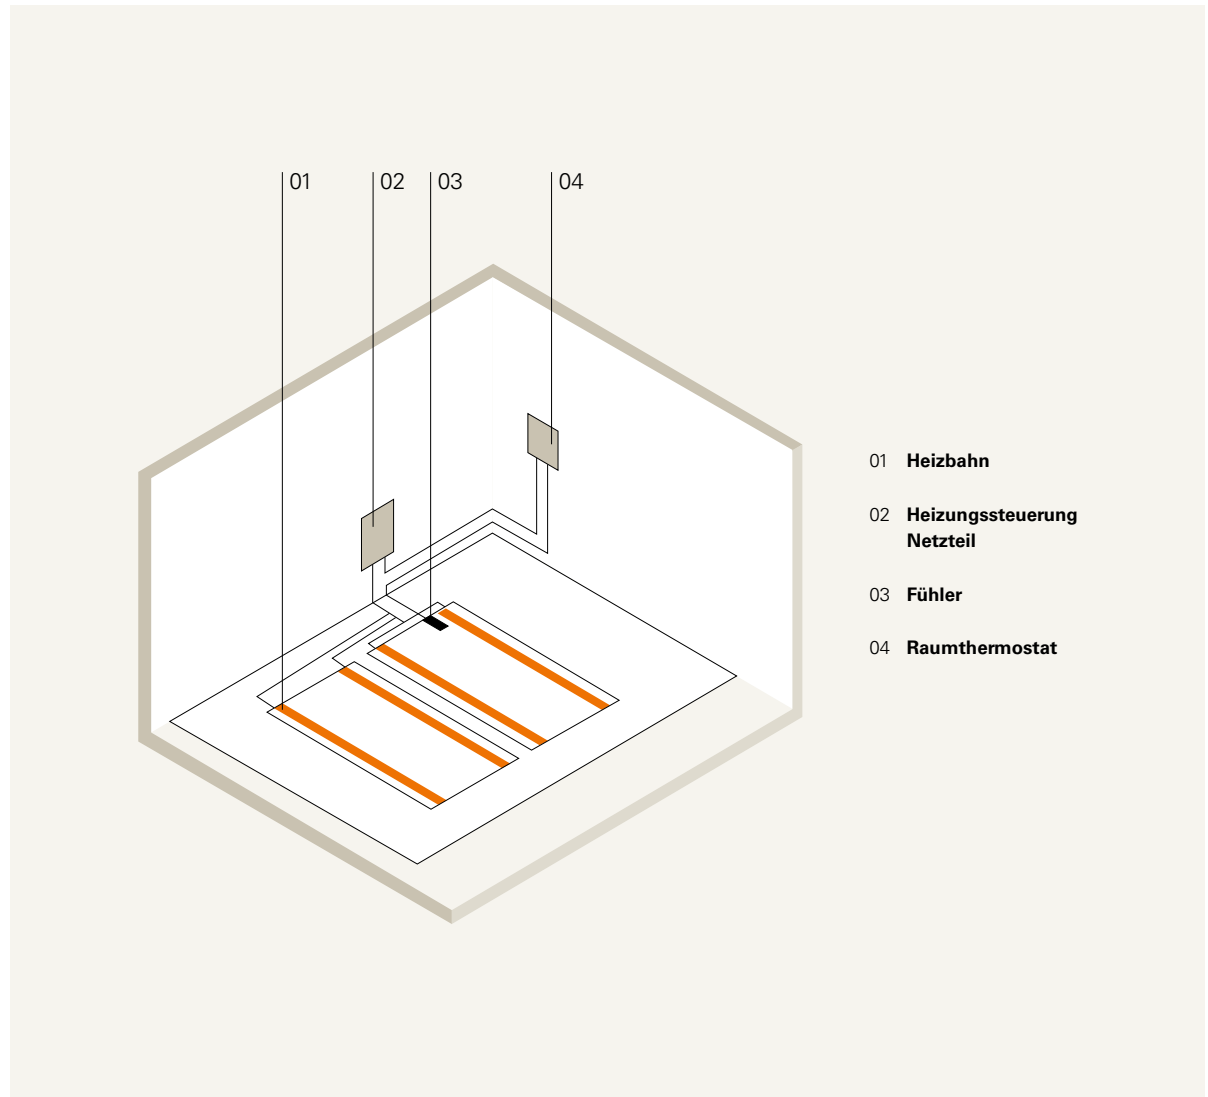 01 02 03 04
01 Heizbahn
02 Heizungssteuerung
Netzteil
03 Fühler
04 Raumthermostat